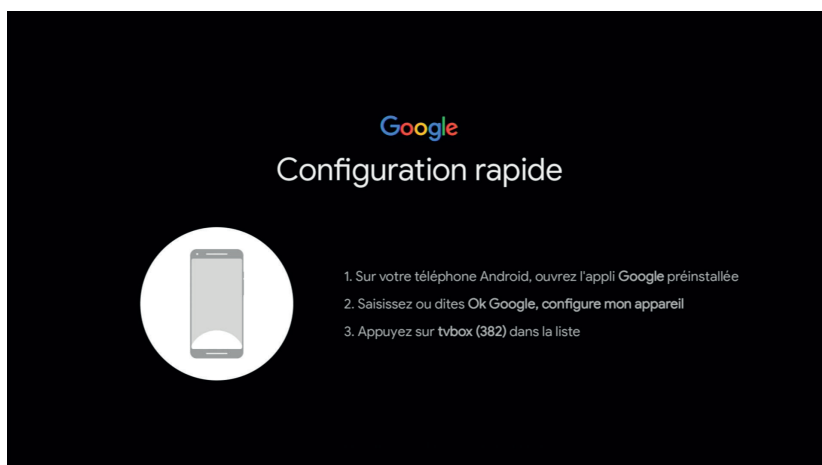 Google
Configuration rapide
1. Sur votre téléphone Android, ouvrez l'appli Google préinstallée
2. Saisissez ou dites Ok Google, configure mon appareil
3. Appuyez sur tvbox (382) dans la liste